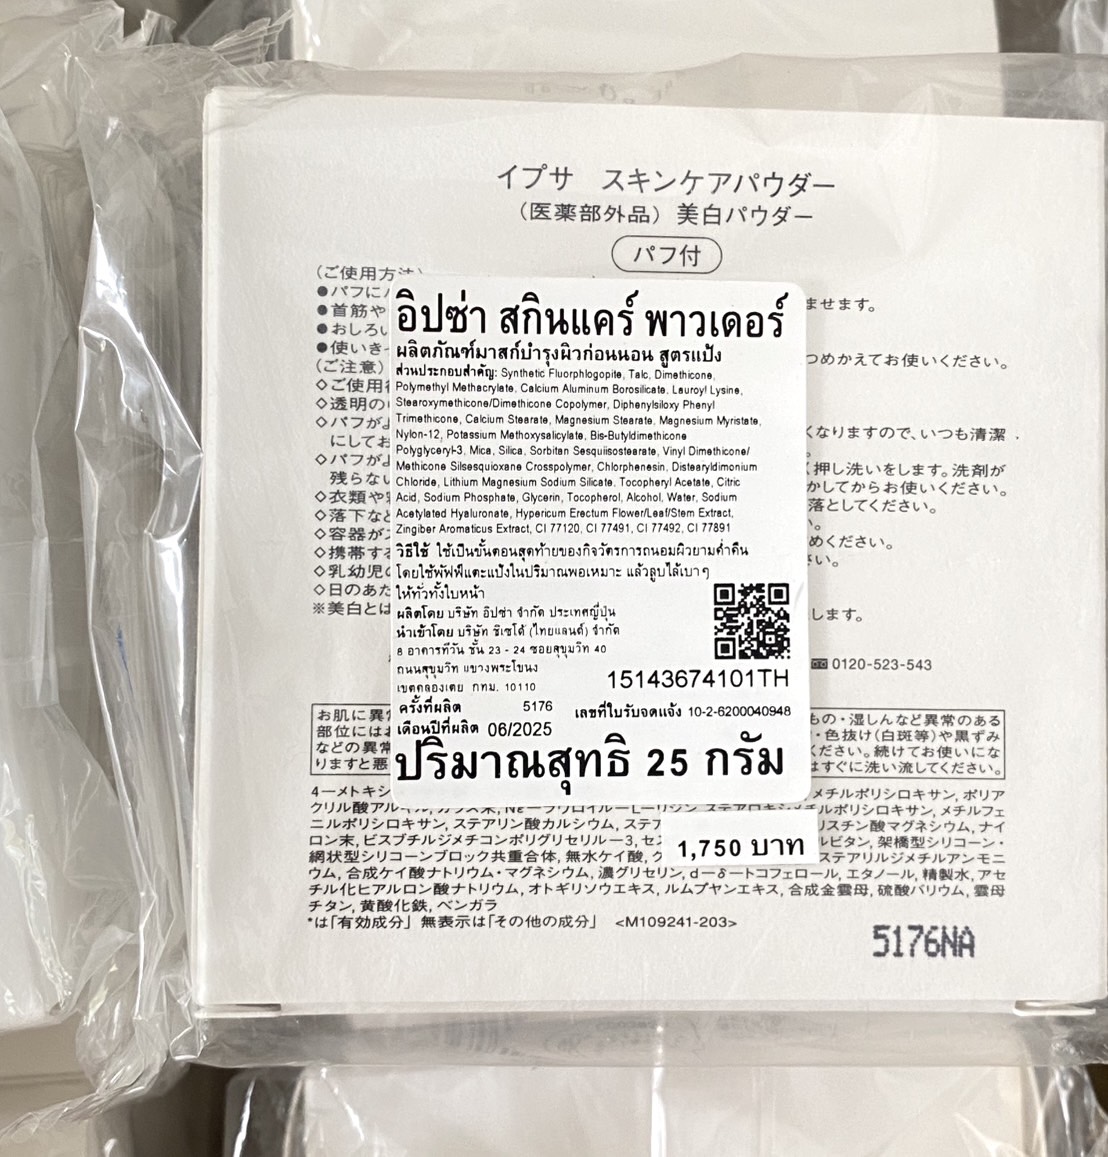 イプサ スキンケアパウダー
（医薬部外品）美白パウダー
パフ付
（ご使用方法）
●パフに
ませます。
●首筋や
●おしろい
●使いき
つめかえてお使いください。
（ご注意）
◇ご使用後
◇透明の
◇パフがよ
くなりますので、いつも清潔
にしてお
◇パフがよ
押し洗いをします。洗剤が
残らない
かしてからお使いください。
◇衣類や
落としてください。
◇落下など
◇容器が
めください。
◇携帯する
さい。
◇乳幼児の
◇日のあた
※美白とは
します。
0120-523-543
อิปซ่า สกินแคร์ พาวเดอร์
ผลิตภัณฑ์มาสก์บำรุงผิวก่อนนอน สูตรแป้ง
ส่วนประกอบสำคัญ: Synthetic Fluorphlogopite, Talc, Dimethicone,
Polymethyl Methacrylate, Calcium Aluminum Borosilicate, Lauroyl Lysine,
Stearoxymethicone/Dimethicone Copolymer, Diphenylsiloxy Phenyl
Trimethicone, Calcium Stearate, Magnesium Stearate, Magnesium Myristate,
Nylon-12, Potassium Methoxysalicylate, Bis-Butyldimethicone
Polyglyceryl-3, Mica, Silica, Sorbitan Sesquiisostearate, Vinyl Dimethicone/
Methicone Silsesquioxane Crosspolymer, Chlorphenesin, Distearyldimonium
Chloride, Lithium Magnesium Sodium Silicate, Tocopheryl Acetate, Citric
Acid, Sodium Phosphate, Glycerin, Tocopherol, Alcohol, Water, Sodium
Acetylated Hyaluronate, Hypericum Erectum Flower/Leaf/Stem Extract,
Zingiber Aromaticus Extract, CI 77120, CI 77491, CI 77492, CI 77891
วิธีใช้ ใช้เป็นขั้นตอนสุดท้ายของกิจวัตรการถนอมผิวยามค่ำคืน
โดยใช้พัฟฟ์แตะแป้งในปริมาณพอเหมาะ แล้วลูบไล้เบาๆ
ให้ทั่วทั้งใบหน้า
ผลิตโดย บริษัท อิปซ่า จำกัด ประเทศญี่ปุ่น
นำเข้าโดย บริษัท ชิเซโด้ (ไทยแลนด์) จำกัด
8 อาคารทีวัน ชั้น 23 - 24 ซอยสุขุมวิท 40
ถนนสุขุมวิท แขวงพระโขนง
เขตคลองเตย กทม. 10110
15143674101TH
ครั้งที่ผลิต 5176
เลขที่ใบรับจดแจ้ง 10-2-6200040948
เดือนปีที่ผลิต 06/2025
ปริมาณสุทธิ 25 กรัม
1,750 บาท
お肌に異常
もの・湿しんなど異常のある
部位にはお
・色抜け（白斑等）や黒ずみ
などの異常
ください。続けてお使いにな
りますと悪
はすぐに洗い流してください。
4－メトキシ
メチルポリシロキサン, ポリア
クリル酸アルキル, ガラス末, Nε－ラウロイル－L－リジン, ステアロキシメチルポリシロキサン, メチルフェ
ニルポリシロキサン, ステアリン酸カルシウム, ステア
リスチン酸マグネシウム, ナイ
ロン末, ビスブチルジメチコンポリグリセリル－3, セス
ルビタン, 架橋型シリコーン・
網状型シリコーンブロック共重合体, 無水ケイ酸, ク
ステアリルジメチルアンモニ
ウム, 合成ケイ酸ナトリウム・マグネシウム, 濃グリセリン, d－δ－トコフェロール, エタノール, 精製水, アセ
チル化ヒアルロン酸ナトリウム, オトギリソウエキス, ルムプヤンエキス, 合成金雲母, 硫酸バリウム, 雲母
チタン, 黄酸化鉄, ベンガラ
*は「有効成分」 無表示は「その他の成分」 <M109241-203>
5176NA